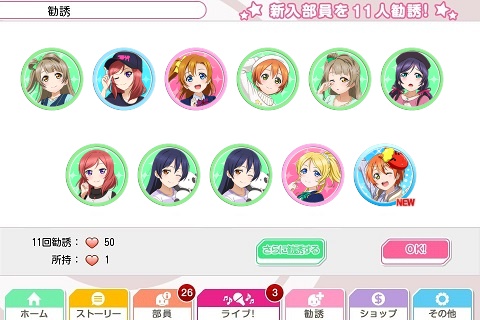 勧誘
新入部員を11人勧誘!
NEW
11回勧誘： 50
所持： 1
さらに勧誘する
OK!
26
3
ホーム
ストーリー
部員
ライブ!
勧誘
ショップ
その他